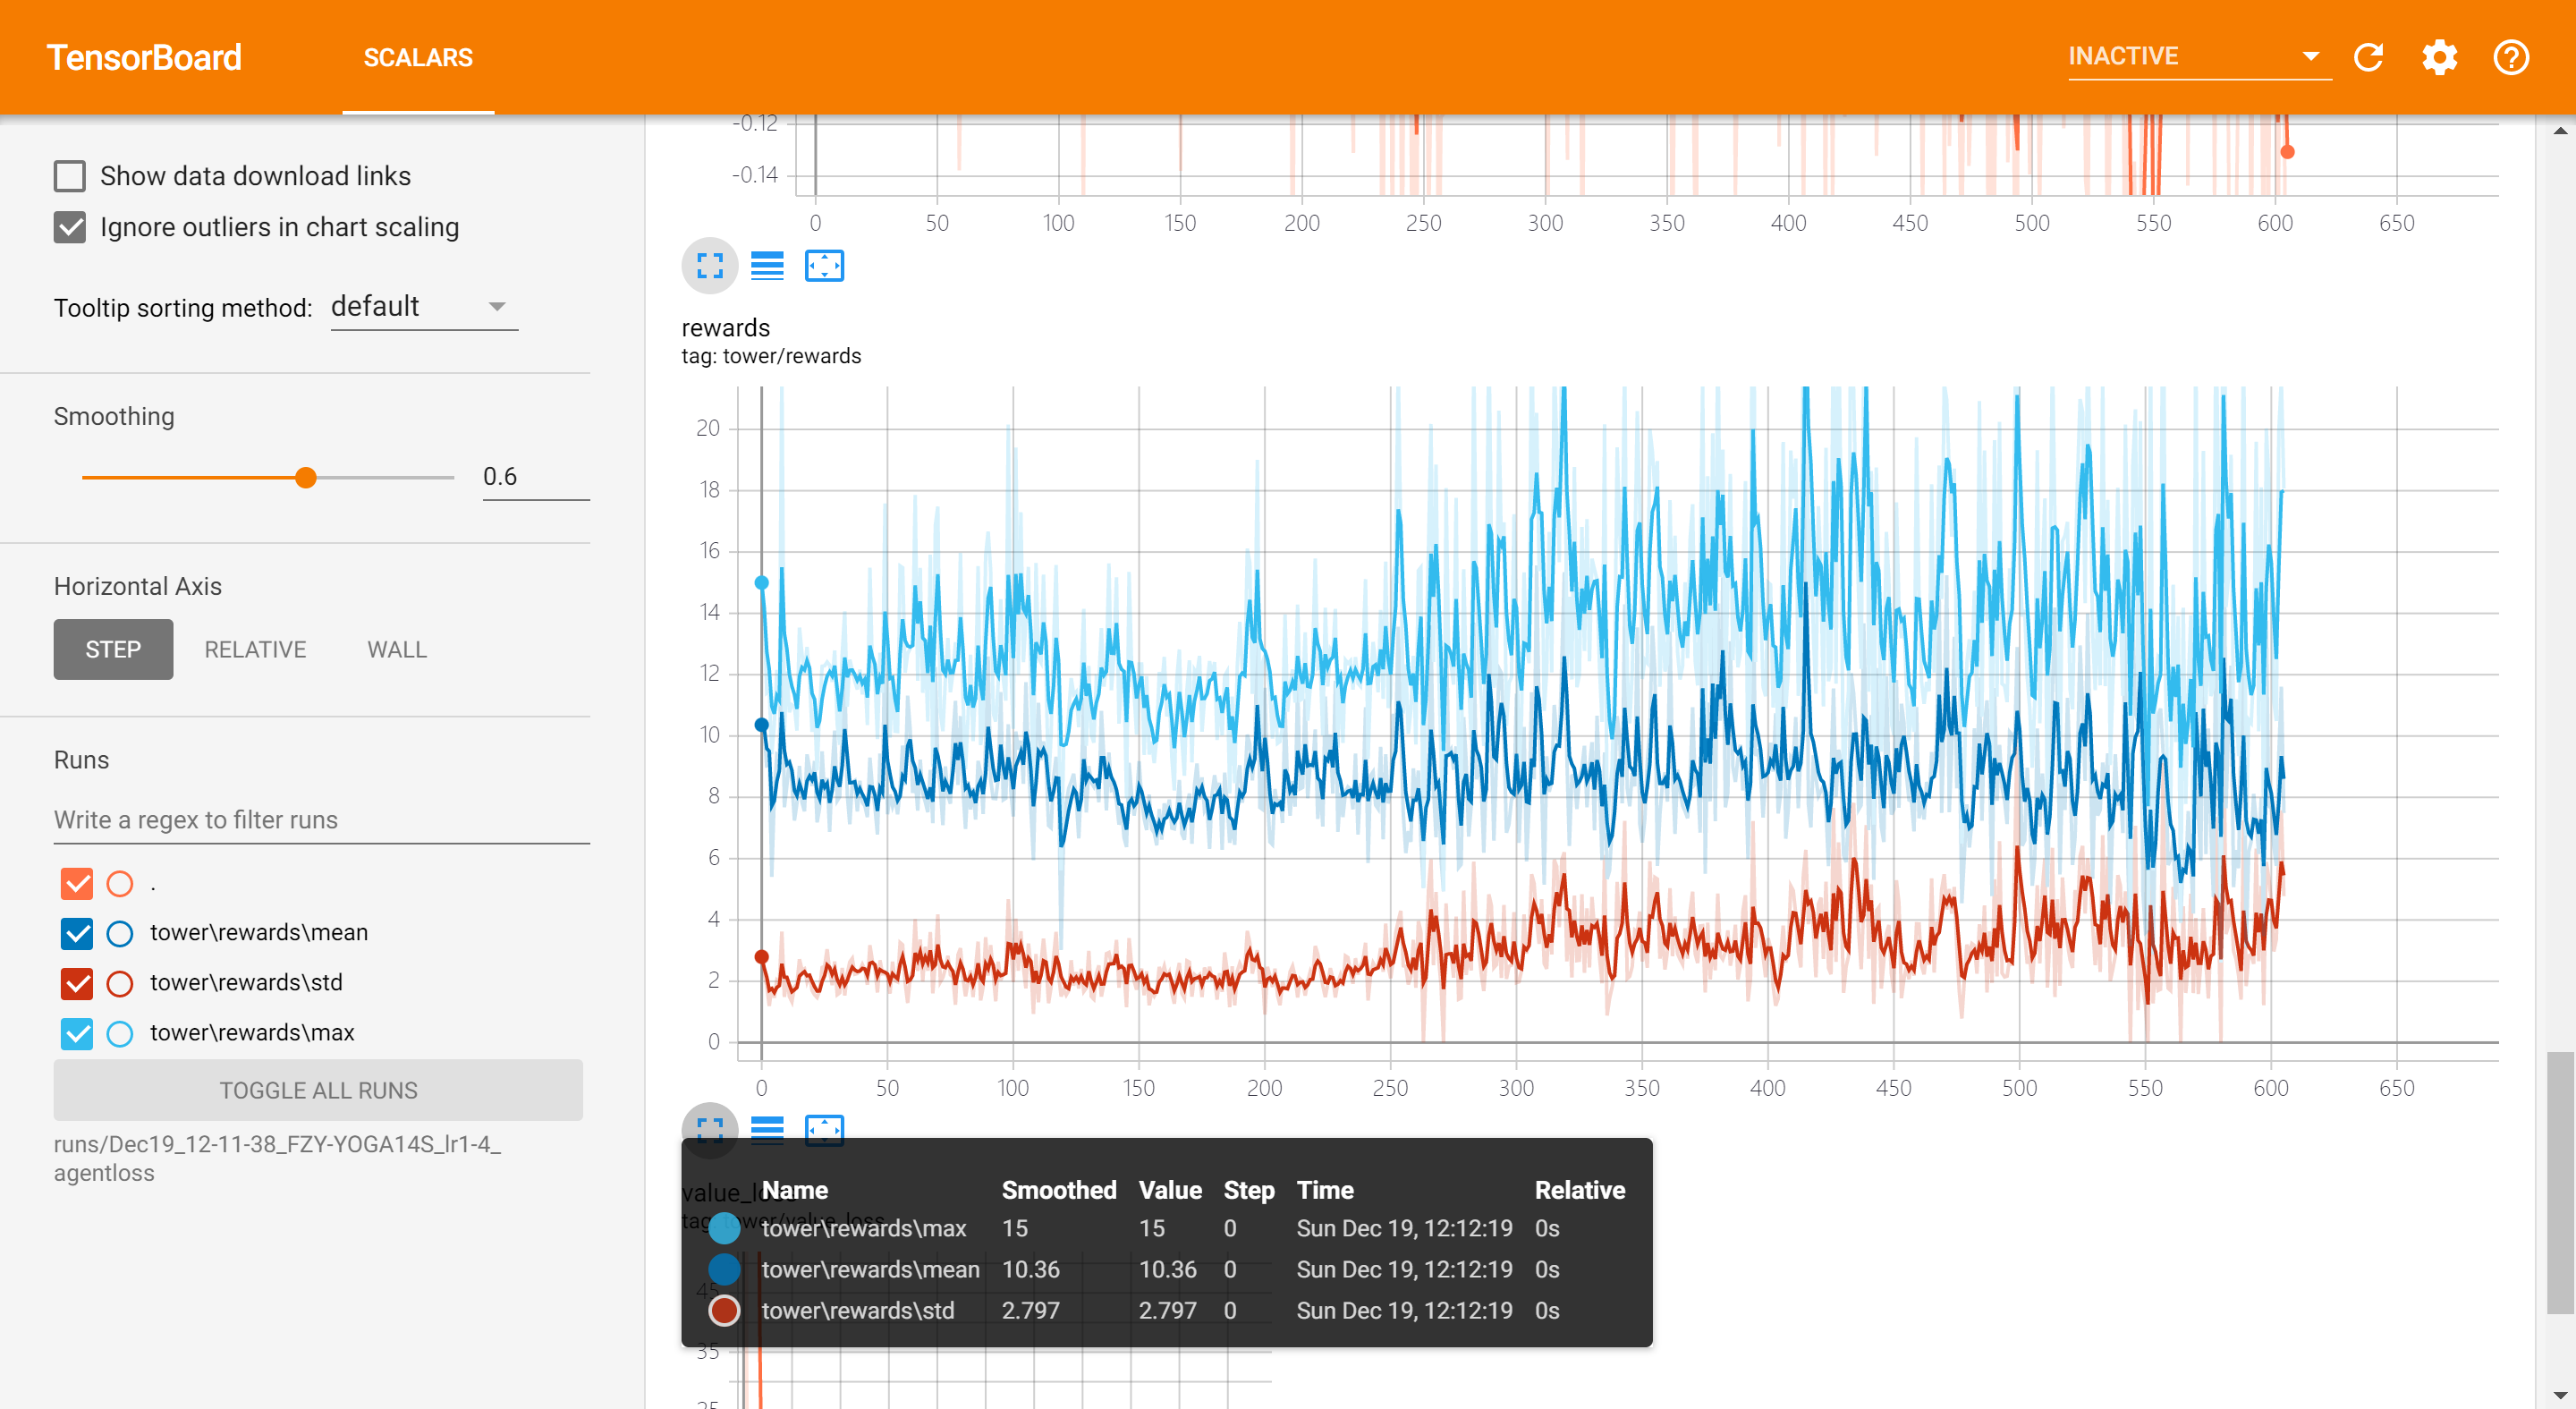 TensorBoard
SCALARS
INACTIVE
Show data download links
Ignore outliers in chart scaling
Tooltip sorting method: default
Smoothing
0.6
Horizontal Axis
STEP RELATIVE WALL
Runs
Write a regex to filter runs
.
tower\rewards\mean
tower\rewards\std
tower\rewards\max
TOGGLE ALL RUNS
runs/Dec19_12-11-38_FZY-YOGA14S_lr1-4_
agentloss
-0.12
-0.14
0 50 100 150 200 250 300 350 400 450 500 550 600 650
rewards
tag: tower/rewards
20
18
16
14
12
10
8
6
4
2
0
0 50 100 150 200 250 300 350 400 450 500 550 600 650
value_loss
tag: tower/value_loss
Name Smoothed Value Step Time Relative
tower\rewards\max 15 15 0 Sun Dec 19, 12:12:19 0s
tower\rewards\mean 10.36 10.36 0 Sun Dec 19, 12:12:19 0s
tower\rewards\std 2.797 2.797 0 Sun Dec 19, 12:12:19 0s
45
35
25